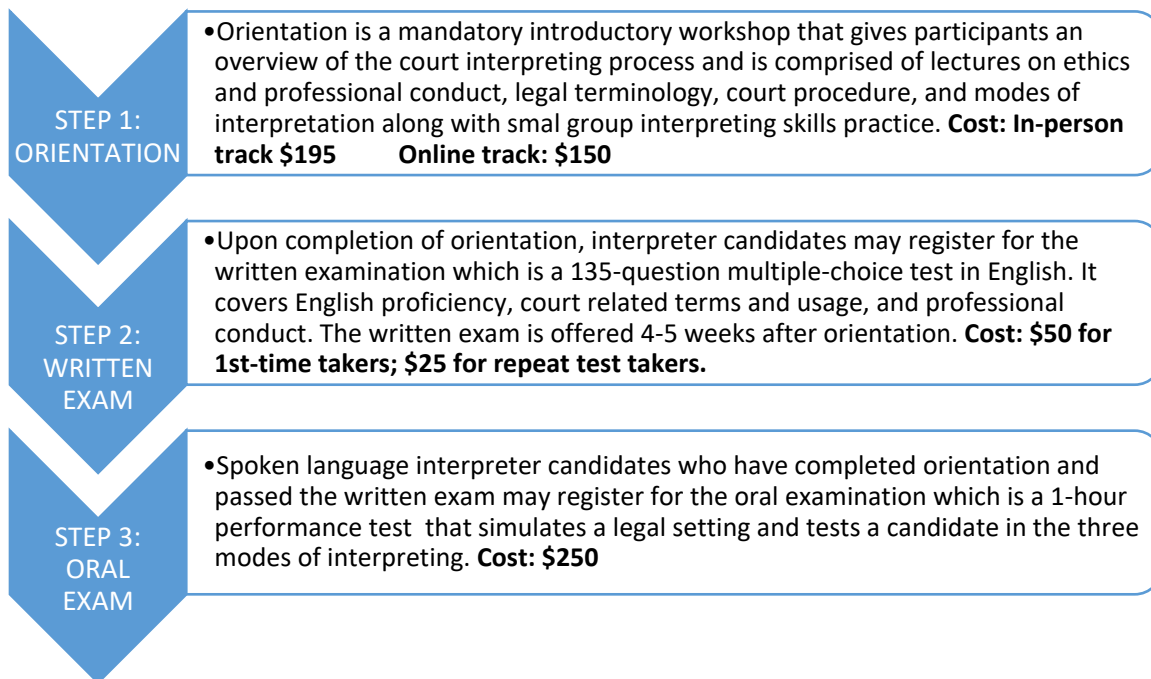 STEP 1:
ORIENTATION
•Orientation is a mandatory introductory workshop that gives participants an
overview of the court interpreting process and is comprised of lectures on ethics
and professional conduct, legal terminology, court procedure, and modes of
interpretation along with smal group interpreting skills practice. Cost: In-person
track $195 Online track: $150
STEP 2:
WRITTEN
EXAM
•Upon completion of orientation, interpreter candidates may register for the
written examination which is a 135-question multiple-choice test in English. It
covers English proficiency, court related terms and usage, and professional
conduct. The written exam is offered 4-5 weeks after orientation. Cost: $50 for
1st-time takers; $25 for repeat test takers.
STEP 3:
ORAL
EXAM
•Spoken language interpreter candidates who have completed orientation and
passed the written exam may register for the oral examination which is a 1-hour
performance test that simulates a legal setting and tests a candidate in the three
modes of interpreting. Cost: $250